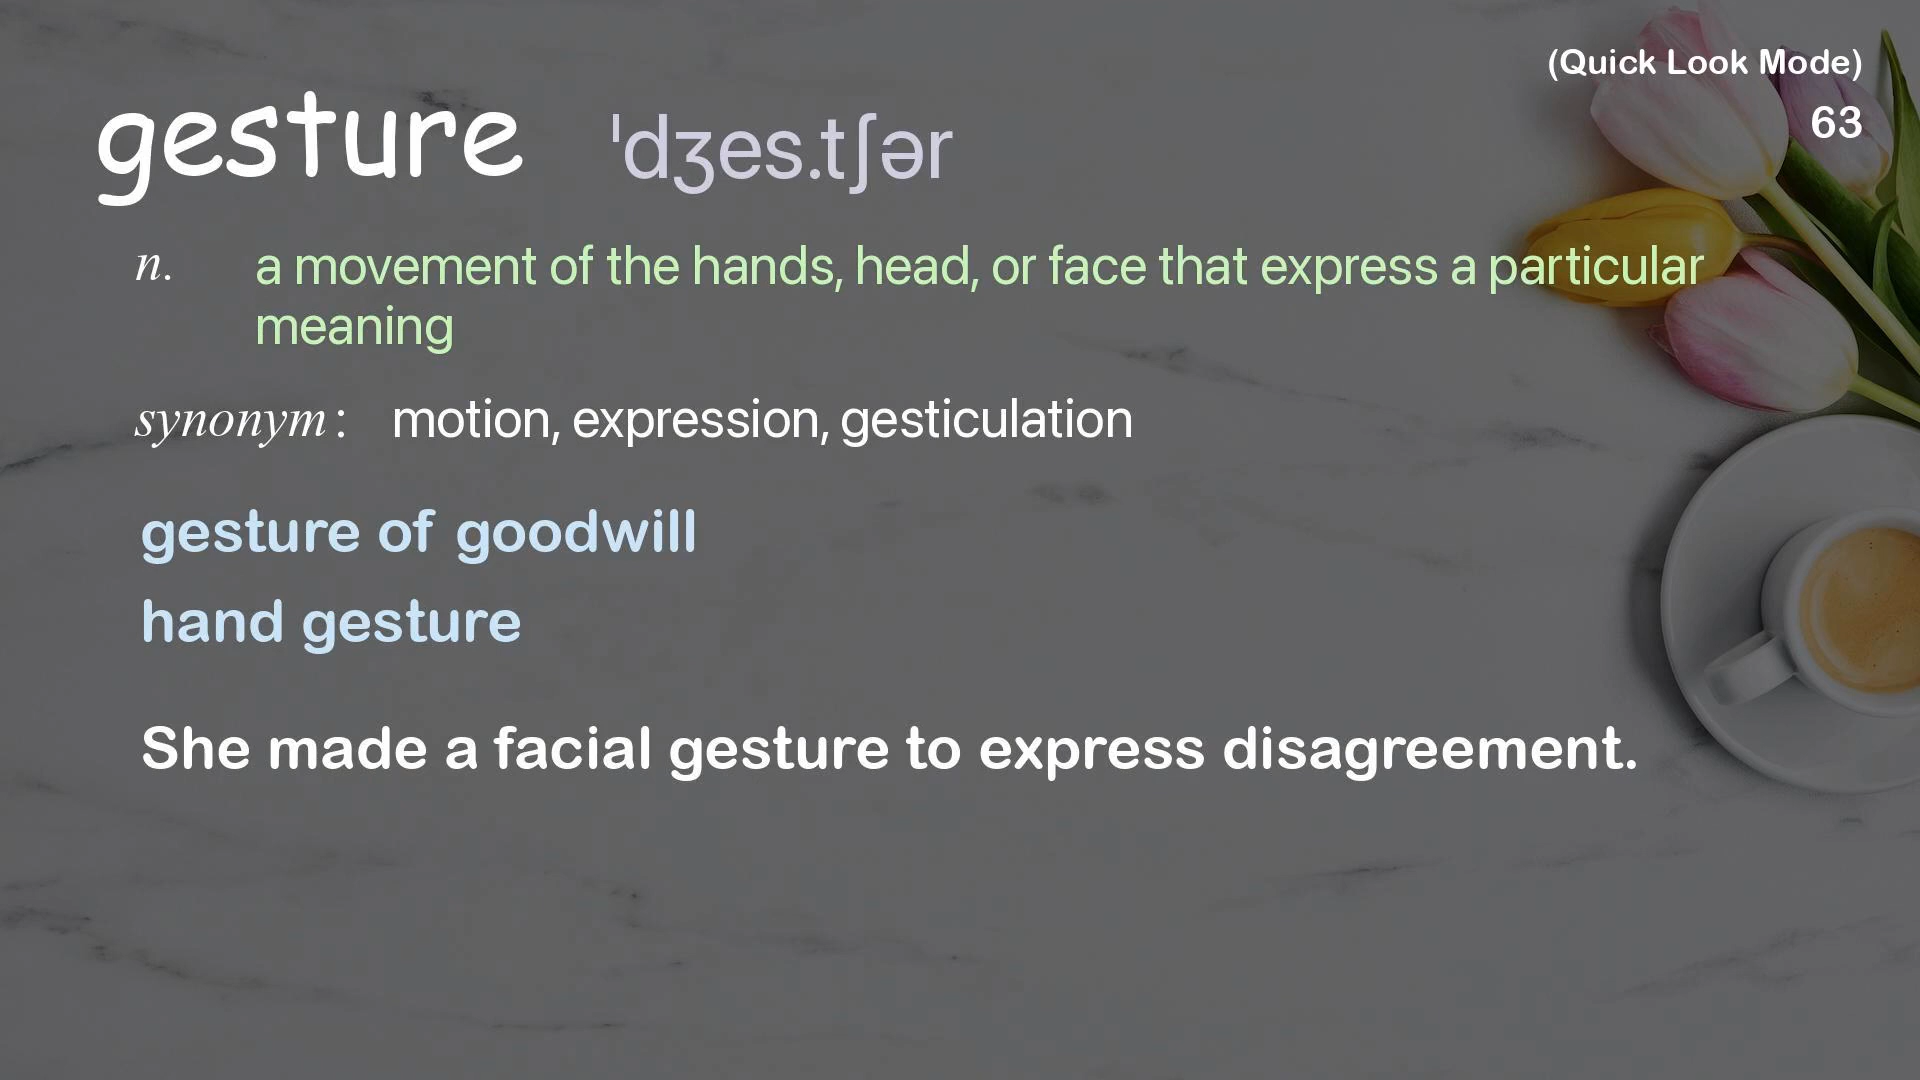 (Quick Look Mode)
63
gesture ˈdʒes.tʃər
n. a movement of the hands, head, or face that express a particular
meaning
synonym: motion, expression, gesticulation
gesture of goodwill
hand gesture
She made a facial gesture to express disagreement.